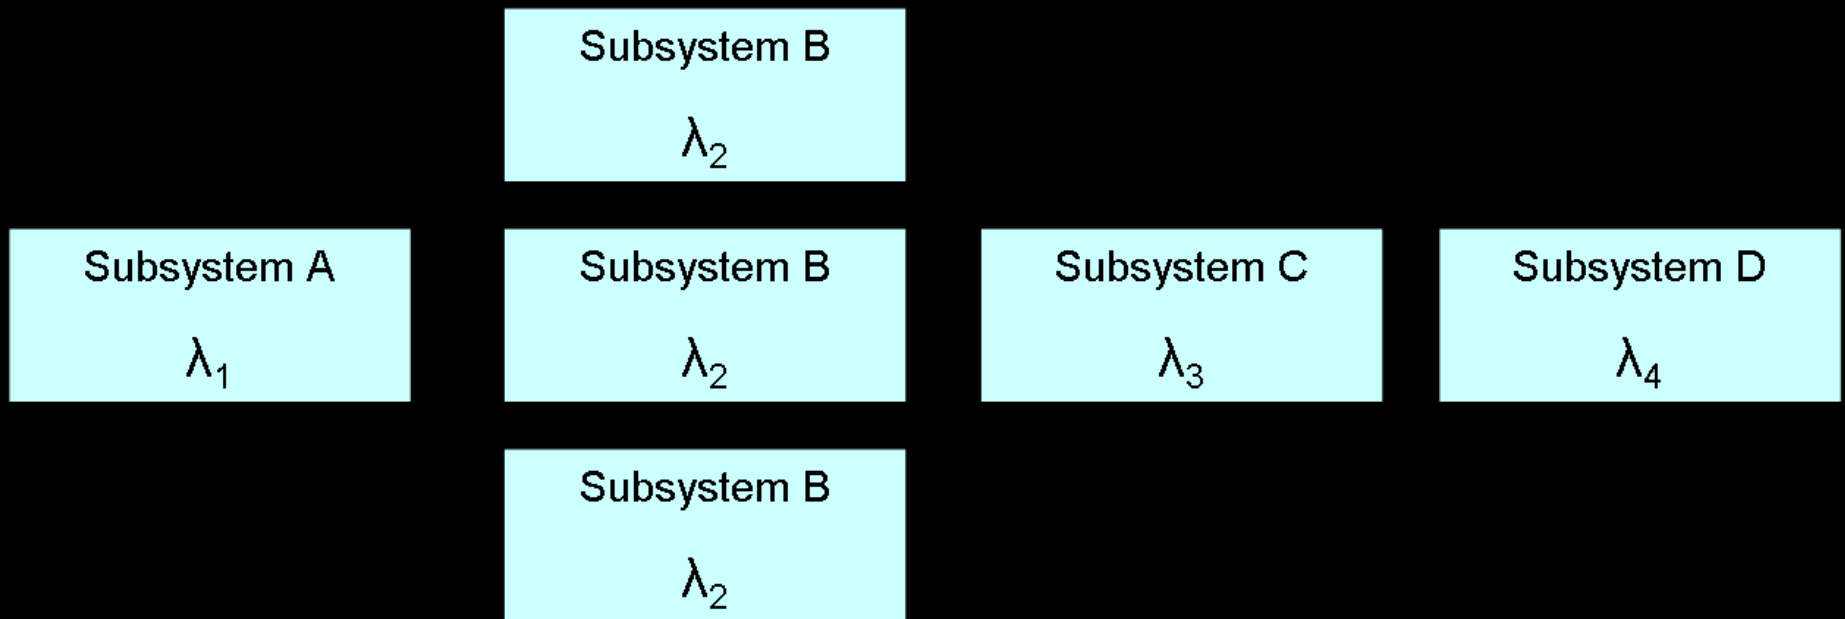 Subsystem B
λ2
Subsystem A
λ1
Subsystem B
λ2
Subsystem C
λ3
Subsystem D
λ4
Subsystem B
λ2